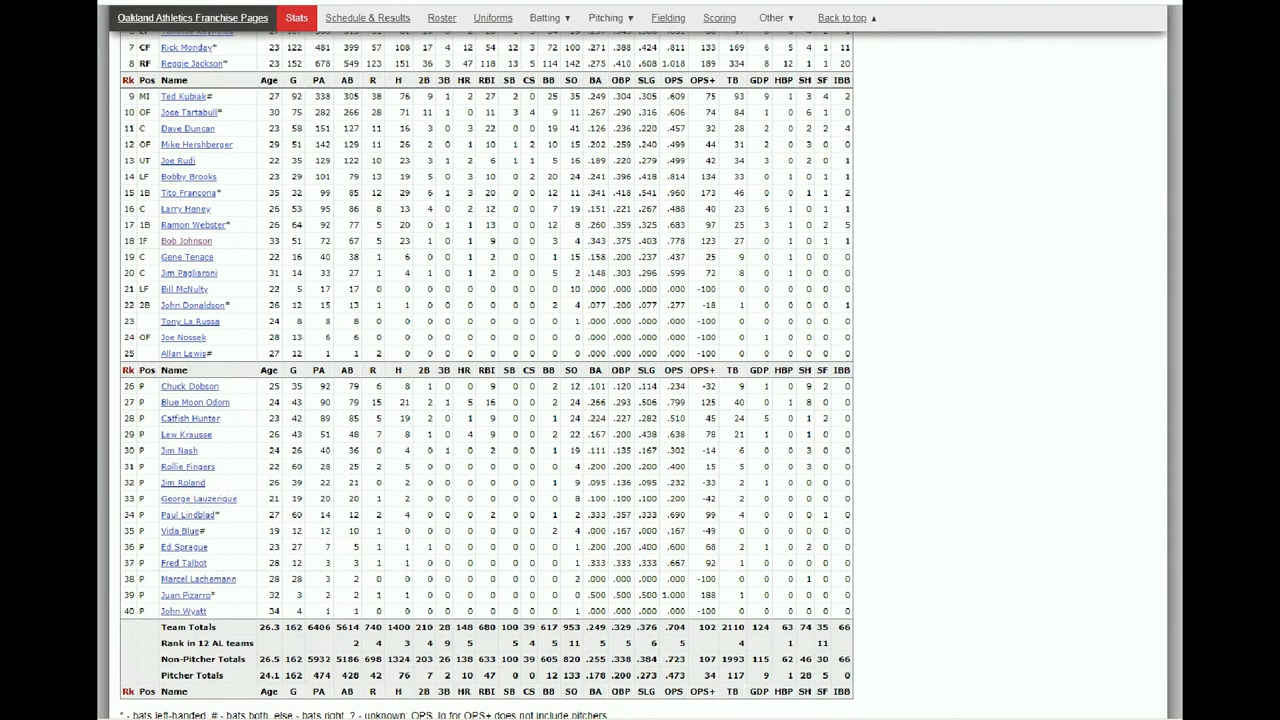 Oakland Athletics Franchise Pages Stats Schedule & Results Roster Uniforms Batting ▼ Pitching ▼ Fielding Scoring Other ▼ Back to top ▲
7 CF Rick Monday* 23 122 481 399 57 108 17 4 12 54 12 3 72 100 .271 .388 .424 .811 133 169 6 5 4 1 11
8 RF Reggie Jackson* 23 152 678 549 123 151 36 3 47 118 13 5 114 142 .275 .410 .608 1.018 189 334 8 12 1 1 20
Rk Pos Name Age G PA AB R H 2B 3B HR RBI SB CS BB SO BA OBP SLG OPS OPS+ TB GDP HBP SH SF IBB
9 MI Ted Kubiak# 27 92 338 305 38 76 9 1 2 27 2 0 25 35 .249 .304 .305 .609 75 93 9 1 3 4 2
10 OF Jose Tartabull* 30 75 282 266 28 71 11 1 0 11 3 4 9 11 .267 .290 .316 .606 74 84 1 0 6 1 0
11 C Dave Duncan 23 58 151 127 11 16 3 0 3 22 0 0 19 41 .126 .236 .220 .457 32 28 2 0 2 2 4
12 OF Mike Hershberger 29 51 142 129 11 26 2 0 1 10 1 2 10 15 .202 .259 .240 .499 44 31 2 0 3 0 0
13 UT Joe Rudi 22 35 129 122 10 23 3 1 2 6 1 1 5 16 .189 .220 .279 .499 42 34 3 0 2 0 1
14 LF Bobby Brooks 23 29 101 79 13 19 5 0 3 10 0 2 20 24 .241 .396 .418 .814 134 33 0 1 0 1 1
15 1B Tito Francona* 35 32 99 85 12 29 6 1 3 20 0 0 12 11 .341 .418 .541 .960 173 46 3 0 1 1 2
16 C Larry Haney 26 53 95 86 8 13 4 0 2 12 0 0 7 19 .151 .221 .267 .488 40 23 6 1 0 1 1
17 1B Ramon Webster* 26 64 92 77 5 20 0 1 1 13 0 0 12 8 .260 .359 .325 .683 97 25 3 0 1 2 5
18 IF Bob Johnson 33 51 72 67 5 23 1 0 1 9 0 0 3 4 .343 .375 .403 .778 123 27 0 1 0 1 1
19 C Gene Tenace 22 16 40 38 1 6 0 0 1 2 0 0 1 15 .158 .200 .237 .437 25 9 0 1 0 0 0
20 C Jim Pagliaroni 31 14 33 27 1 4 1 0 1 2 0 0 5 2 .148 .303 .296 .599 72 8 0 1 0 0 0
21 LF Bill McNulty 22 5 17 17 0 0 0 0 0 0 0 0 0 10 .000 .000 .000 .000 -100 0 0 0 0 0 0
22 2B John Donaldson* 26 12 15 13 1 1 0 0 0 0 0 0 2 4 .077 .200 .077 .277 -18 1 0 0 0 0 1
23 Tony La Russa 24 8 8 8 0 0 0 0 0 0 0 0 0 1 .000 .000 .000 .000 -100 0 0 0 0 0 0
24 OF Joe Nossek 28 13 6 6 0 0 0 0 0 0 0 0 0 0 .000 .000 .000 .000 -100 0 1 0 0 0 0
25 Allan Lewis# 27 12 1 1 2 0 0 0 0 0 0 0 0 0 .000 .000 .000 .000 -100 0 0 0 0 0 0
Rk Pos Name Age G PA AB R H 2B 3B HR RBI SB CS BB SO BA OBP SLG OPS OPS+ TB GDP HBP SH SF IBB
26 P Chuck Dobson 25 35 92 79 6 8 1 0 0 9 0 0 2 12 .101 .120 .114 .234 -32 9 1 0 9 2 0
27 P Blue Moon Odom 24 43 90 79 15 21 2 1 5 16 0 0 2 24 .266 .293 .506 .799 125 40 0 1 8 0 0
28 P Catfish Hunter 23 42 89 85 5 19 2 0 1 9 0 0 1 24 .224 .227 .282 .510 45 24 5 0 1 2 0
29 P Lew Krausse 26 43 51 48 7 8 1 0 4 9 0 0 2 22 .167 .200 .438 .638 78 21 1 0 1 0 0
30 P Jim Nash 24 26 40 36 0 4 0 1 0 2 0 0 1 19 .111 .135 .167 .302 -14 6 0 0 3 0 0
31 P Rollie Fingers 22 60 28 25 2 5 0 0 0 0 0 0 0 4 .200 .200 .200 .400 15 5 0 0 3 0 0
32 P Jim Roland 26 39 22 21 0 2 0 0 0 0 0 0 1 9 .095 .136 .095 .232 -33 2 1 0 0 0 0
33 P George Lauzerique 21 19 20 20 1 2 0 0 0 0 0 0 0 8 .100 .100 .100 .200 -42 2 0 0 0 0 0
34 P Paul Lindblad* 27 60 14 12 2 4 0 0 0 2 0 0 1 2 .333 .357 .333 .690 99 4 0 0 0 1 0
35 P Vida Blue# 19 12 12 10 1 0 0 0 0 0 0 0 2 4 .000 .167 .000 .167 -49 0 0 0 0 0 0
36 P Ed Sprague 23 27 7 5 1 1 1 0 0 0 0 0 0 1 .200 .200 .400 .600 68 2 1 0 2 0 0
37 P Fred Talbot 28 12 3 3 1 1 0 0 0 0 0 0 0 1 .333 .333 .333 .667 92 1 0 0 0 0 0
38 P Marcel Lachemann 28 28 3 2 0 0 0 0 0 0 0 0 0 2 .000 .000 .000 .000 -100 0 0 0 1 0 0
39 P Juan Pizarro* 32 3 2 2 1 1 0 0 0 0 0 0 0 0 .500 .500 .500 1.000 188 1 0 0 0 0 0
40 P John Wyatt 34 4 1 1 0 0 0 0 0 0 0 0 0 1 .000 .000 .000 .000 -100 0 0 0 0 0 0
Team Totals 26.3 162 6406 5614 740 1400 210 28 148 680 100 39 617 953 .249 .329 .376 .704 102 2110 124 63 74 35 66
Rank in 12 AL teams 2 4 3 4 9 5 5 4 5 11 5 5 6 5 4 11
Non-Pitcher Totals 26.5 162 5932 5186 698 1324 203 26 138 633 100 39 605 820 .255 .338 .384 .723 107 1993 115 62 46 30 66
Pitcher Totals 24.1 162 474 428 42 76 7 2 10 47 0 0 12 133 .178 .200 .273 .473 34 117 9 1 28 5 0
Rk Pos Name Age G PA AB R H 2B 3B HR RBI SB CS BB SO BA OBP SLG OPS OPS+ TB GDP HBP SH SF IBB
* - bats left-handed, # - bats both, else - bats right, ? - unknown; OPS_lg for OPS+ does not include pitchers.